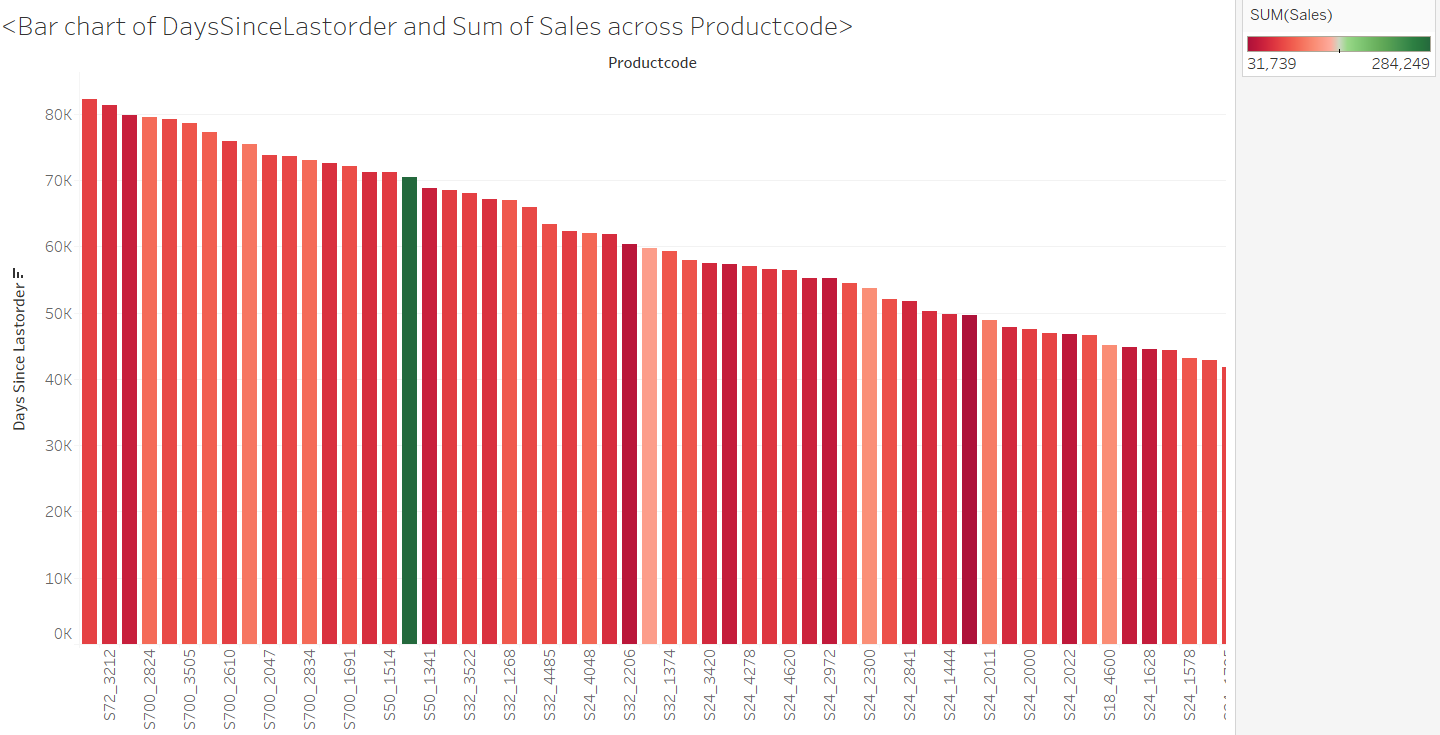 <Bar chart of DaysSinceLastorder and Sum of Sales across Productcode>
SUM(Sales)
31,739
284,249
Productcode
Days Since Lastorder
80K
70K
60K
50K
40K
30K
20K
10K
0K
S72_3212
S700_2824
S700_3505
S700_2610
S700_2047
S700_2834
S700_1691
S50_1514
S50_1341
S32_3522
S32_1268
S32_4485
S24_4048
S32_2206
S32_1374
S24_3420
S24_4278
S24_4620
S24_2972
S24_2300
S24_2841
S24_1444
S24_2011
S24_2000
S24_2022
S18_4600
S24_1628
S24_1578